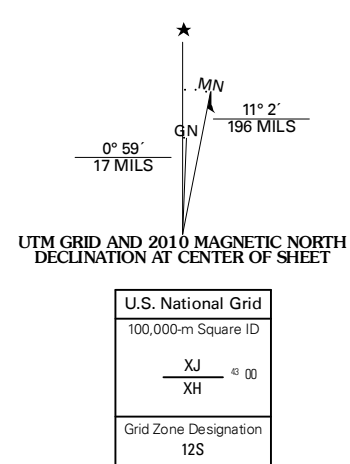 ★
MN
11° 2´
196 MILS
GN
0° 59´
17 MILS
UTM GRID AND 2010 MAGNETIC NORTH
DECLINATION AT CENTER OF SHEET
U.S. National Grid
100,000-m Square ID
XJ
43 00
XH
Grid Zone Designation
12S